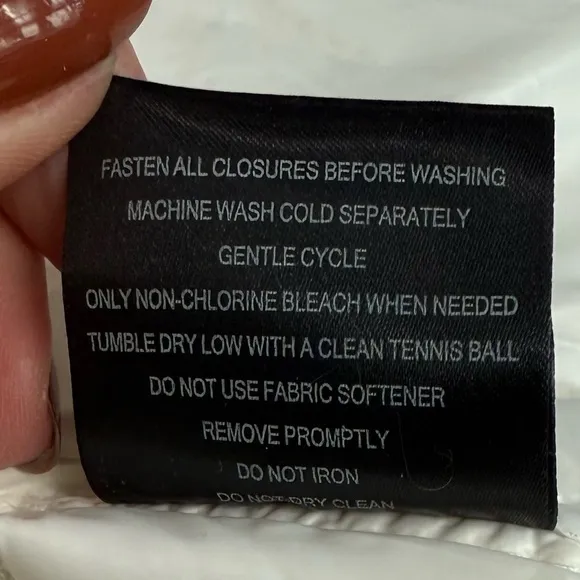 FASTEN ALL CLOSURES BEFORE WASHING
MACHINE WASH COLD SEPARATELY
GENTLE CYCLE
ONLY NON-CHLORINE BLEACH WHEN NEEDED
TUMBLE DRY LOW WITH A CLEAN TENNIS BALL
DO NOT USE FABRIC SOFTENER
REMOVE PROMPTLY
DO NOT IRON
DO NOT DRY CLEAN